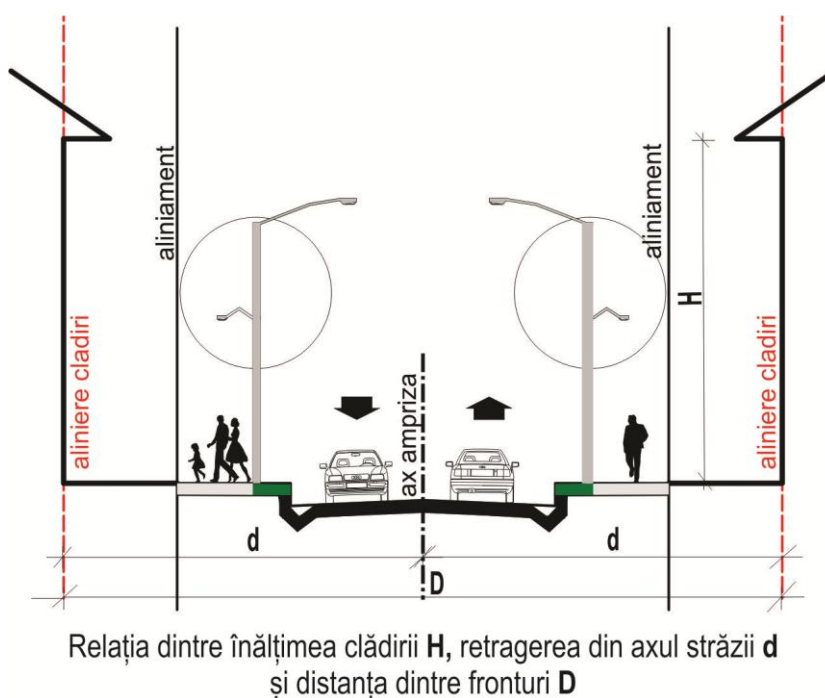 aliniament
aliniament
H
aliniere cladiri
aliniere cladiri
ax ampriza
d
d
D
Relația dintre înălțimea clădirii H, retragerea din axul străzii d
și distanța dintre fronturi D